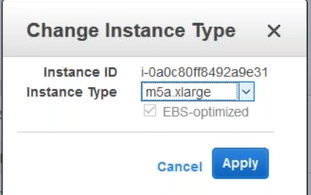 Change Instance Type
Instance ID i-0a0c80ff8492a9e31
Instance Type m5a.xlarge
EBS-optimized
Cancel Apply